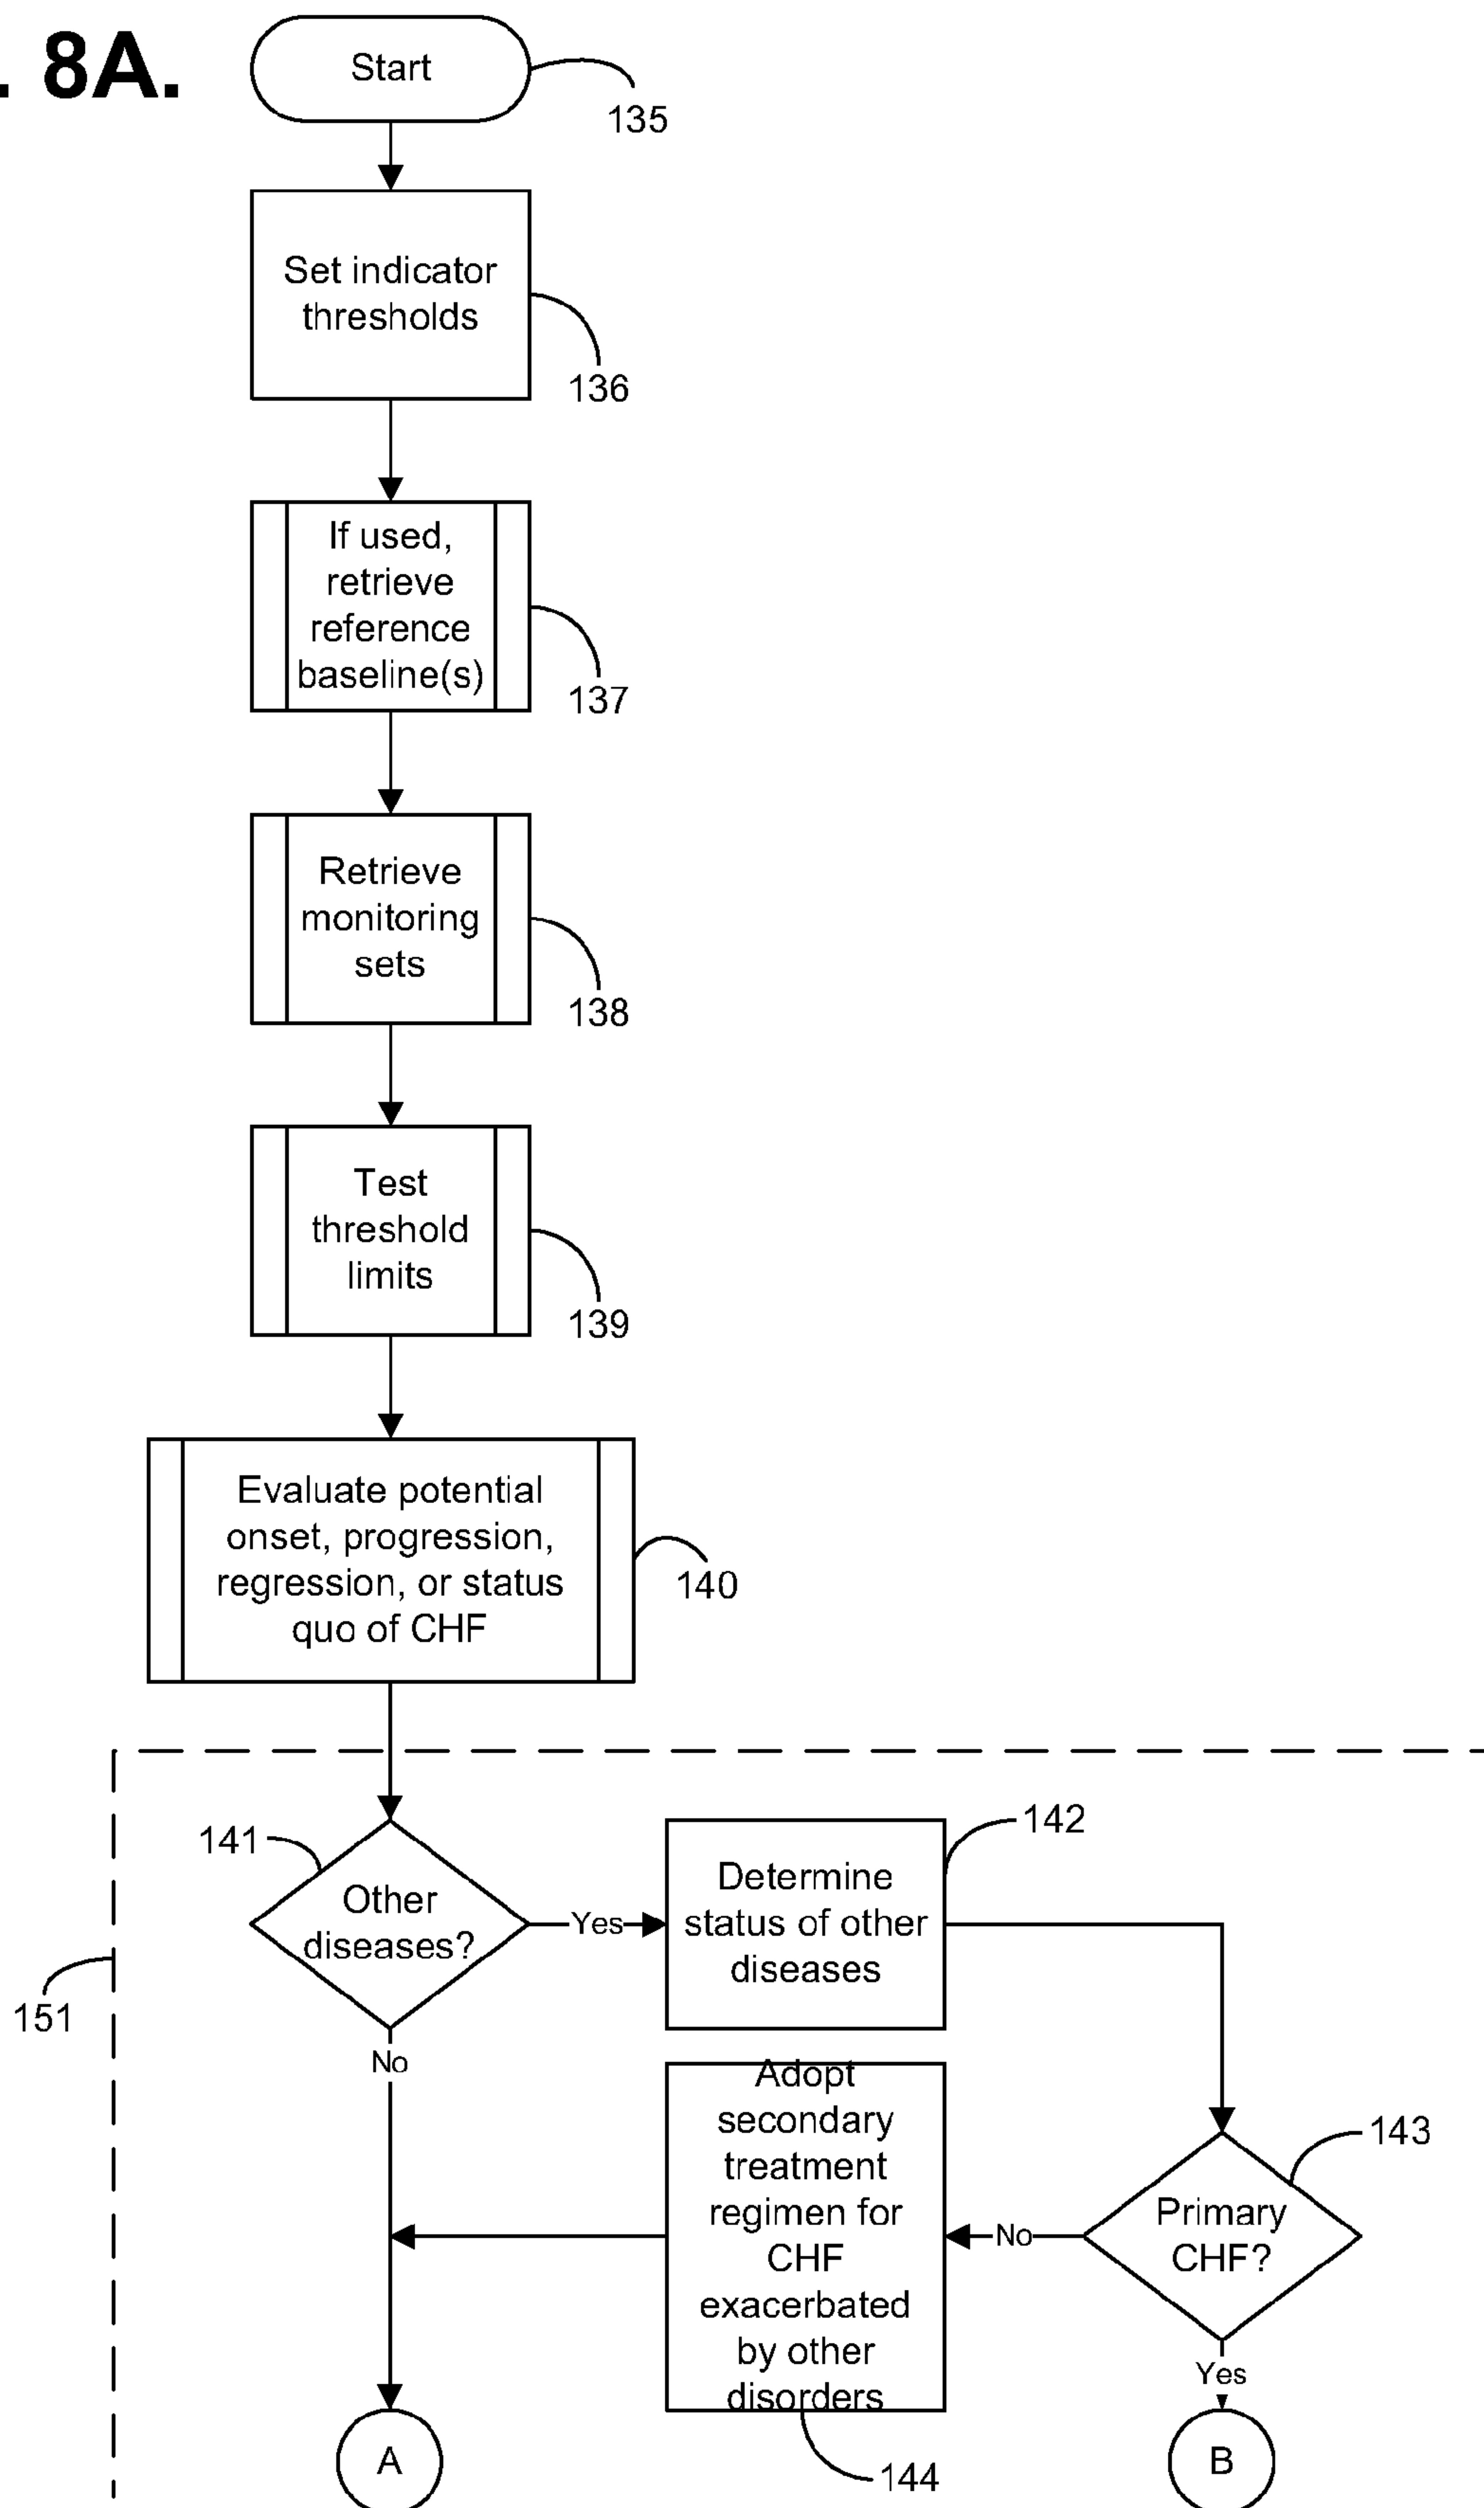 . 8A.
Start
135
Set indicator
thresholds
136
If used,
retrieve
reference
baseline(s)
137
Retrieve
monitoring
sets
138
Test
threshold
limits
139
Evaluate potential
onset, progression,
regression, or status
quo of CHF
140
141
Other
diseases?
Yes
No
Determine
status of other
diseases
142
151
Adopt
secondary
treatment
regimen for
CHF
exacerbated
by other
disorders
144
143
Primary
CHF?
No
Yes
A
B